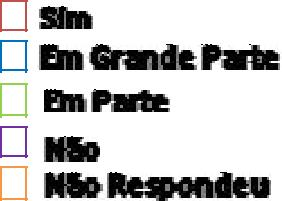 Sim
Em Grande Parte
Em Parte
Não
Não Respondeu